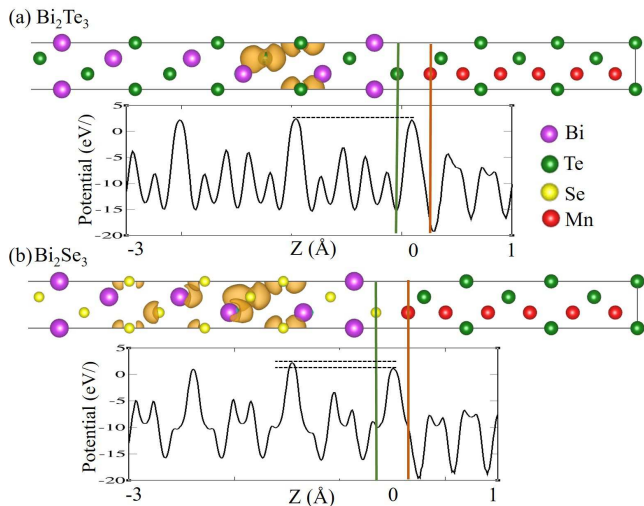 (a) Bi₂Te₃
5
0
-5
-10
-15
-20
Potential (eV/)
-3
Z (Å)
0
1
Bi
Te
Se
Mn
(b) Bi₂Se₃
5
0
-5
-10
-15
-20
Potential (eV/)
-3
Z (Å)
0
1